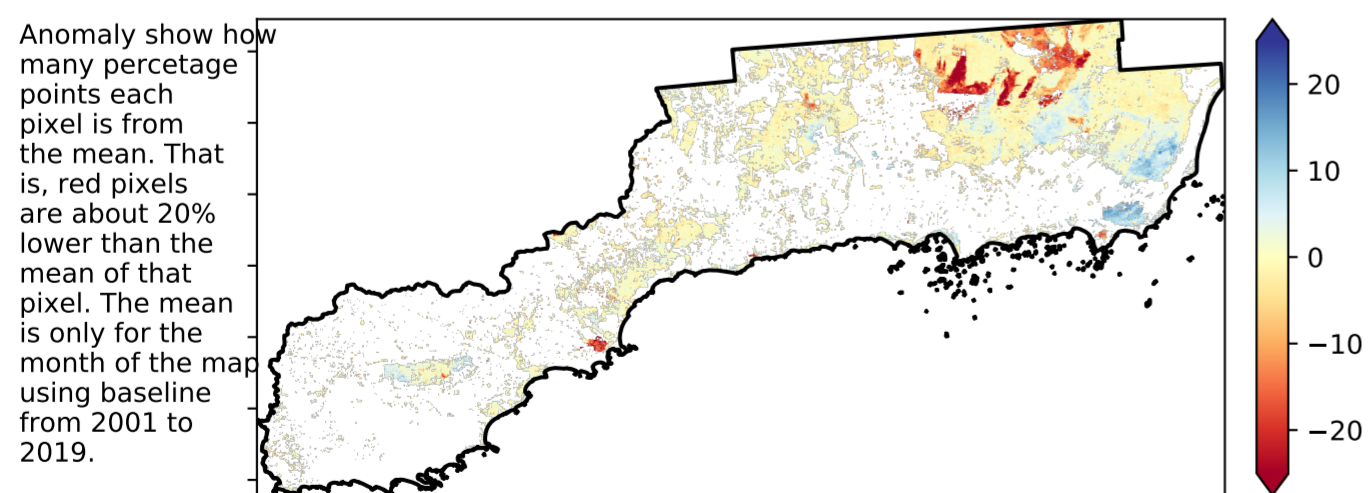 Anomaly show how
many percetage
points each
pixel is from
the mean. That
is, red pixels
are about 20%
lower than the
mean of that
pixel. The mean
is only for the
month of the map
using baseline
from 2001 to
2019.
20
10
0
−10
−20